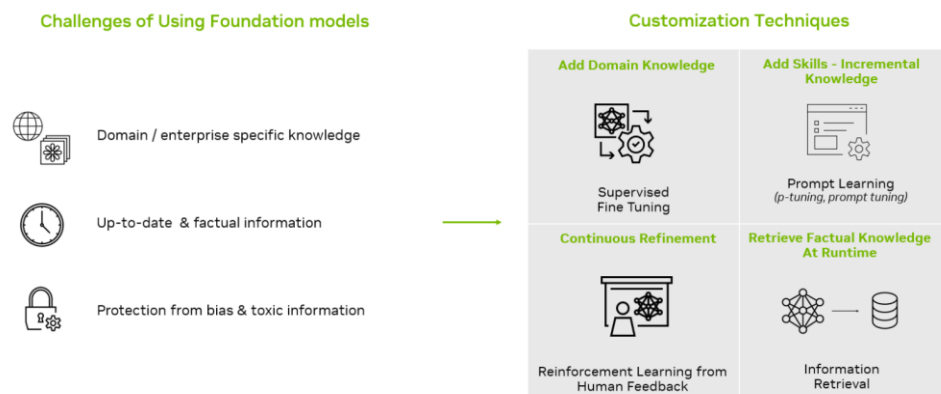 Challenges of Using Foundation models
Domain / enterprise specific knowledge
Up-to-date & factual information
Protection from bias & toxic information
Customization Techniques
Add Domain Knowledge
Supervised
Fine Tuning
Add Skills - Incremental
Knowledge
Prompt Learning
(p-tuning, prompt tuning)
Continuous Refinement
Reinforcement Learning from
Human Feedback
Retrieve Factual Knowledge
At Runtime
Information
Retrieval